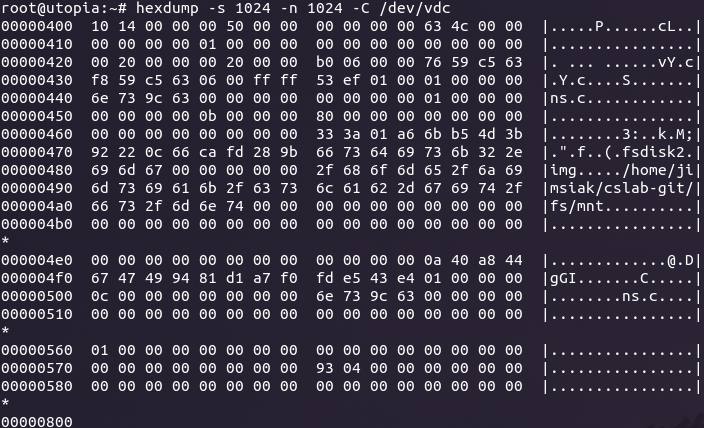 root@utopia:~# hexdump -s 1024 -n 1024 -C /dev/vdc
00000400  10 14 00 00 00 50 00 00  00 00 00 00 63 4c 00 00  |.....P......cL..|
00000410  00 00 00 00 01 00 00 00  00 00 00 00 00 00 00 00  |................|
00000420  00 20 00 00 00 20 00 00  b0 06 00 00 76 59 c5 63  |. ... ......vY.c|
00000430  f8 59 c5 63 06 00 ff ff  53 ef 01 00 01 00 00 00  |.Y.c....S.......|
00000440  6e 73 9c 63 00 00 00 00  00 00 00 00 01 00 00 00  |ns.c............|
00000450  00 00 00 00 0b 00 00 00  80 00 00 00 00 00 00 00  |................|
00000460  00 00 00 00 00 00 00 00  33 3a 01 a6 6b b5 4d 3b  |........3:..k.M;|
00000470  92 22 0c 66 ca fd 28 9b  66 73 64 69 73 6b 32 2e  |.".f..(.fsdisk2.|
00000480  69 6d 67 00 00 00 00 00  2f 68 6f 6d 65 2f 6a 69  |img...../home/ji|
00000490  6d 73 69 61 6b 2f 63 73  6c 61 62 2d 67 69 74 2f  |msiak/cslab-git/|
000004a0  66 73 2f 6d 6e 74 00 00  00 00 00 00 00 00 00 00  |fs/mnt..........|
000004b0  00 00 00 00 00 00 00 00  00 00 00 00 00 00 00 00  |................|
*
000004e0  00 00 00 00 00 00 00 00  00 00 00 00 0a 40 a8 44  |.............@.D|
000004f0  67 47 49 94 81 d1 a7 f0  fd e5 43 e4 01 00 00 00  |gGI.......C.....|
00000500  0c 00 00 00 00 00 00 00  6e 73 9c 63 00 00 00 00  |........ns.c....|
00000510  00 00 00 00 00 00 00 00  00 00 00 00 00 00 00 00  |................|
*
00000560  01 00 00 00 00 00 00 00  00 00 00 00 00 00 00 00  |................|
00000570  00 00 00 00 00 00 00 00  93 04 00 00 00 00 00 00  |................|
00000580  00 00 00 00 00 00 00 00  00 00 00 00 00 00 00 00  |................|
*
00000800